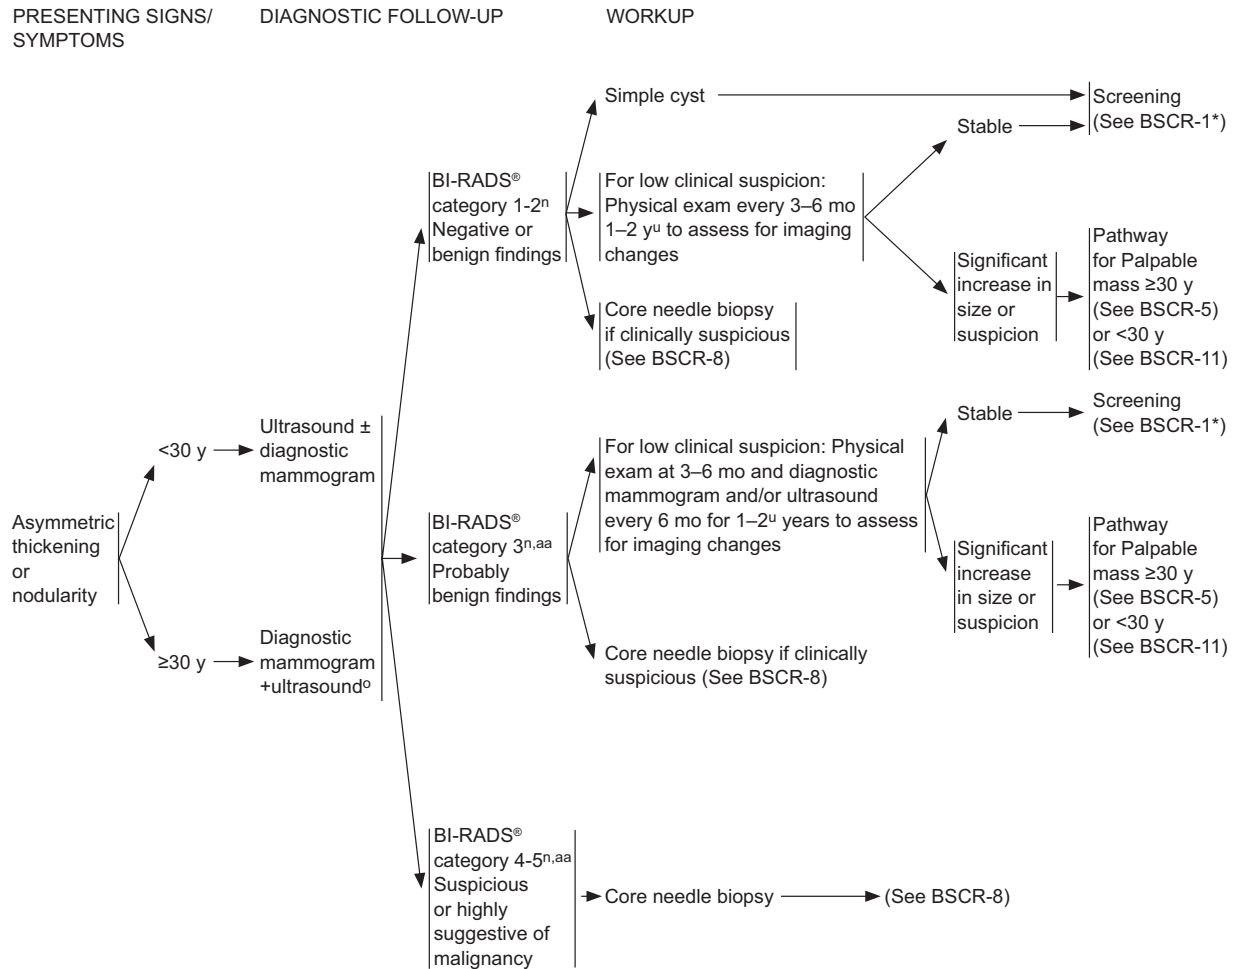 PRESENTING SIGNS/
SYMPTOMS
DIAGNOSTIC FOLLOW-UP
WORKUP
Asymmetric
thickening
or
nodularity
<30 y
≥30 y
Ultrasound ±
diagnostic
mammogram
Diagnostic
mammogram
+ultrasoundᵒ
BI-RADS®
category 1-2ⁿ
Negative or
benign findings
Simple cyst
Screening
(See BSCR-1*)
For low clinical suspicion:
Physical exam every 3–6 mo
1–2 yᵘ to assess for imaging
changes
Stable
Significant
increase in
size or
suspicion
Pathway
for Palpable
mass ≥30 y
(See BSCR-5)
or <30 y
(See BSCR-11)
Core needle biopsy
if clinically suspicious
(See BSCR-8)
BI-RADS®
category 3ⁿ,ᵃᵃ
Probably
benign findings
For low clinical suspicion: Physical
exam at 3–6 mo and diagnostic
mammogram and/or ultrasound
every 6 mo for 1–2ᵘ years to assess
for imaging changes
Stable
Screening
(See BSCR-1*)
Significant
increase
in size or
suspicion
Pathway
for Palpable
mass ≥30 y
(See BSCR-5)
or <30 y
(See BSCR-11)
Core needle biopsy if clinically
suspicious (See BSCR-8)
BI-RADS®
category 4-5ⁿ,ᵃᵃ
Suspicious
or highly
suggestive of
malignancy
Core needle biopsy
(See BSCR-8)